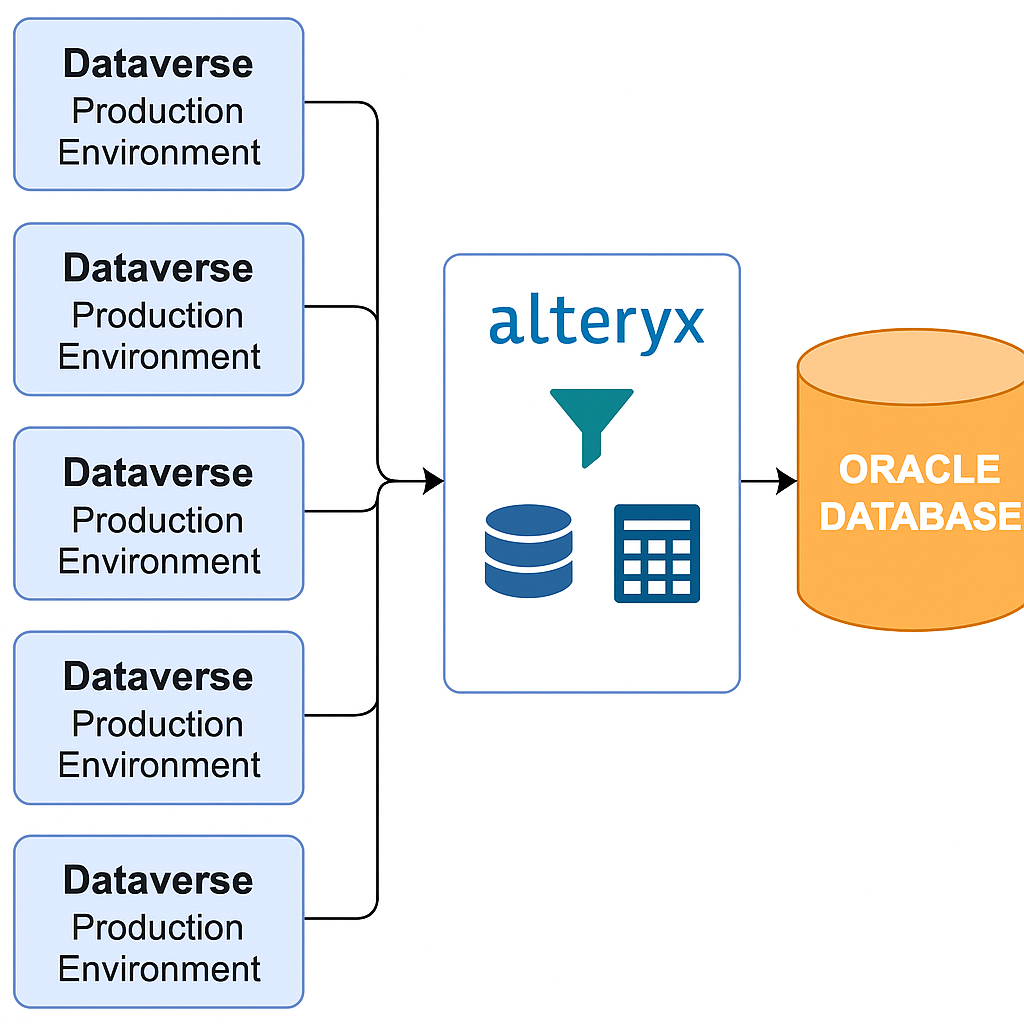 Dataverse
Production
Environment
Dataverse
Production
Environment
Dataverse
Production
Environment
Dataverse
Production
Environment
Dataverse
Production
Environment
alteryx
ORACLE
DATABASE